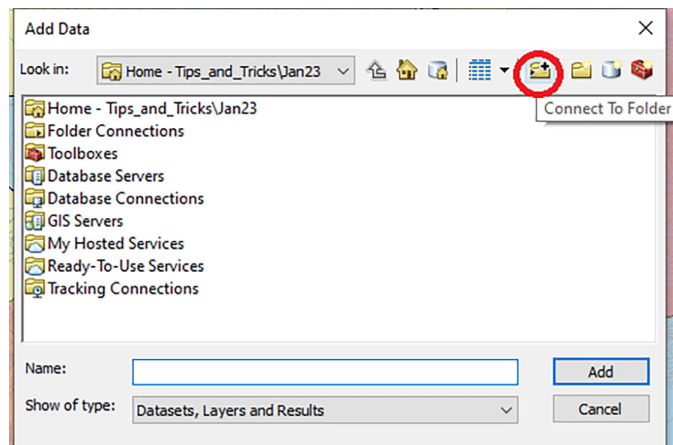 Add Data
Look in: Home - Tips_and_Tricks\Jan23
Connect To Folder
Home - Tips_and_Tricks\Jan23
Folder Connections
Toolboxes
Database Servers
Database Connections
GIS Servers
My Hosted Services
Ready-To-Use Services
Tracking Connections
Name: Add
Show of type: Datasets, Layers and Results Cancel